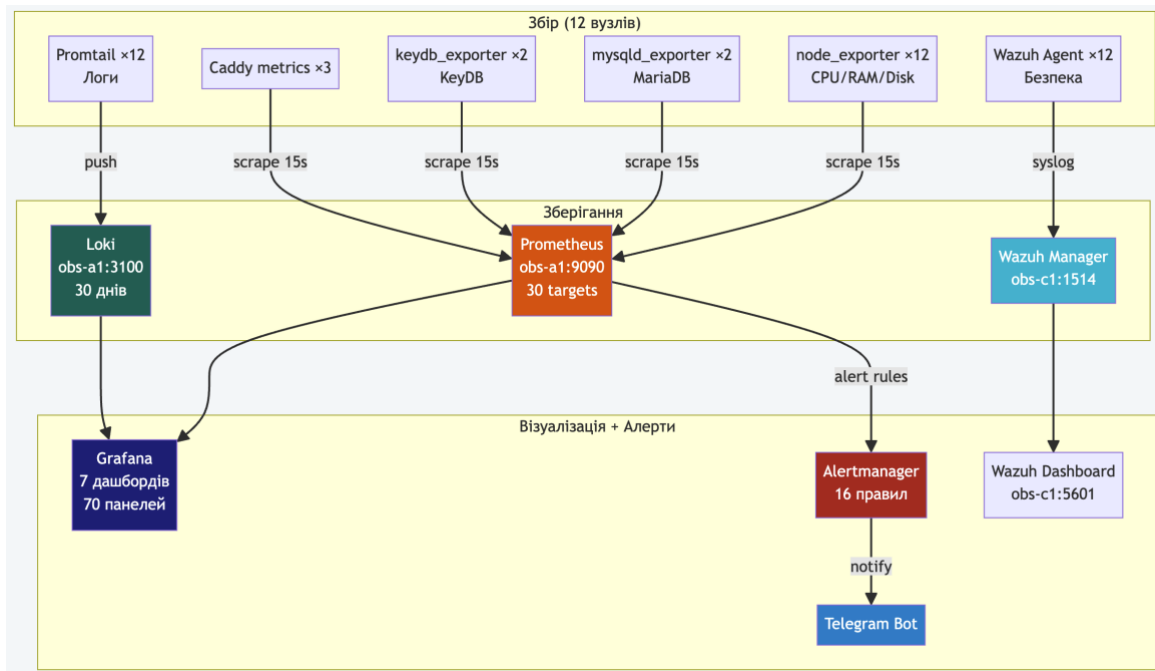 Збір (12 вузлів)
Promtail ×12
Логи
Caddy metrics ×3
keydb_exporter ×2
KeyDB
mysqld_exporter ×2
MariaDB
node_exporter ×12
CPU/RAM/Disk
Wazuh Agent ×12
Безпека
push
scrape 15s
scrape 15s
scrape 15s
scrape 15s
syslog
Зберігання
Loki
obs-a1:3100
30 днів
Prometheus
obs-a1:9090
30 targets
Wazuh Manager
obs-c1:1514
alert rules
Візуалізація + Алерти
Grafana
7 дашбордів
70 панелей
Alertmanager
16 правил
Wazuh Dashboard
obs-c1:5601
notify
Telegram Bot